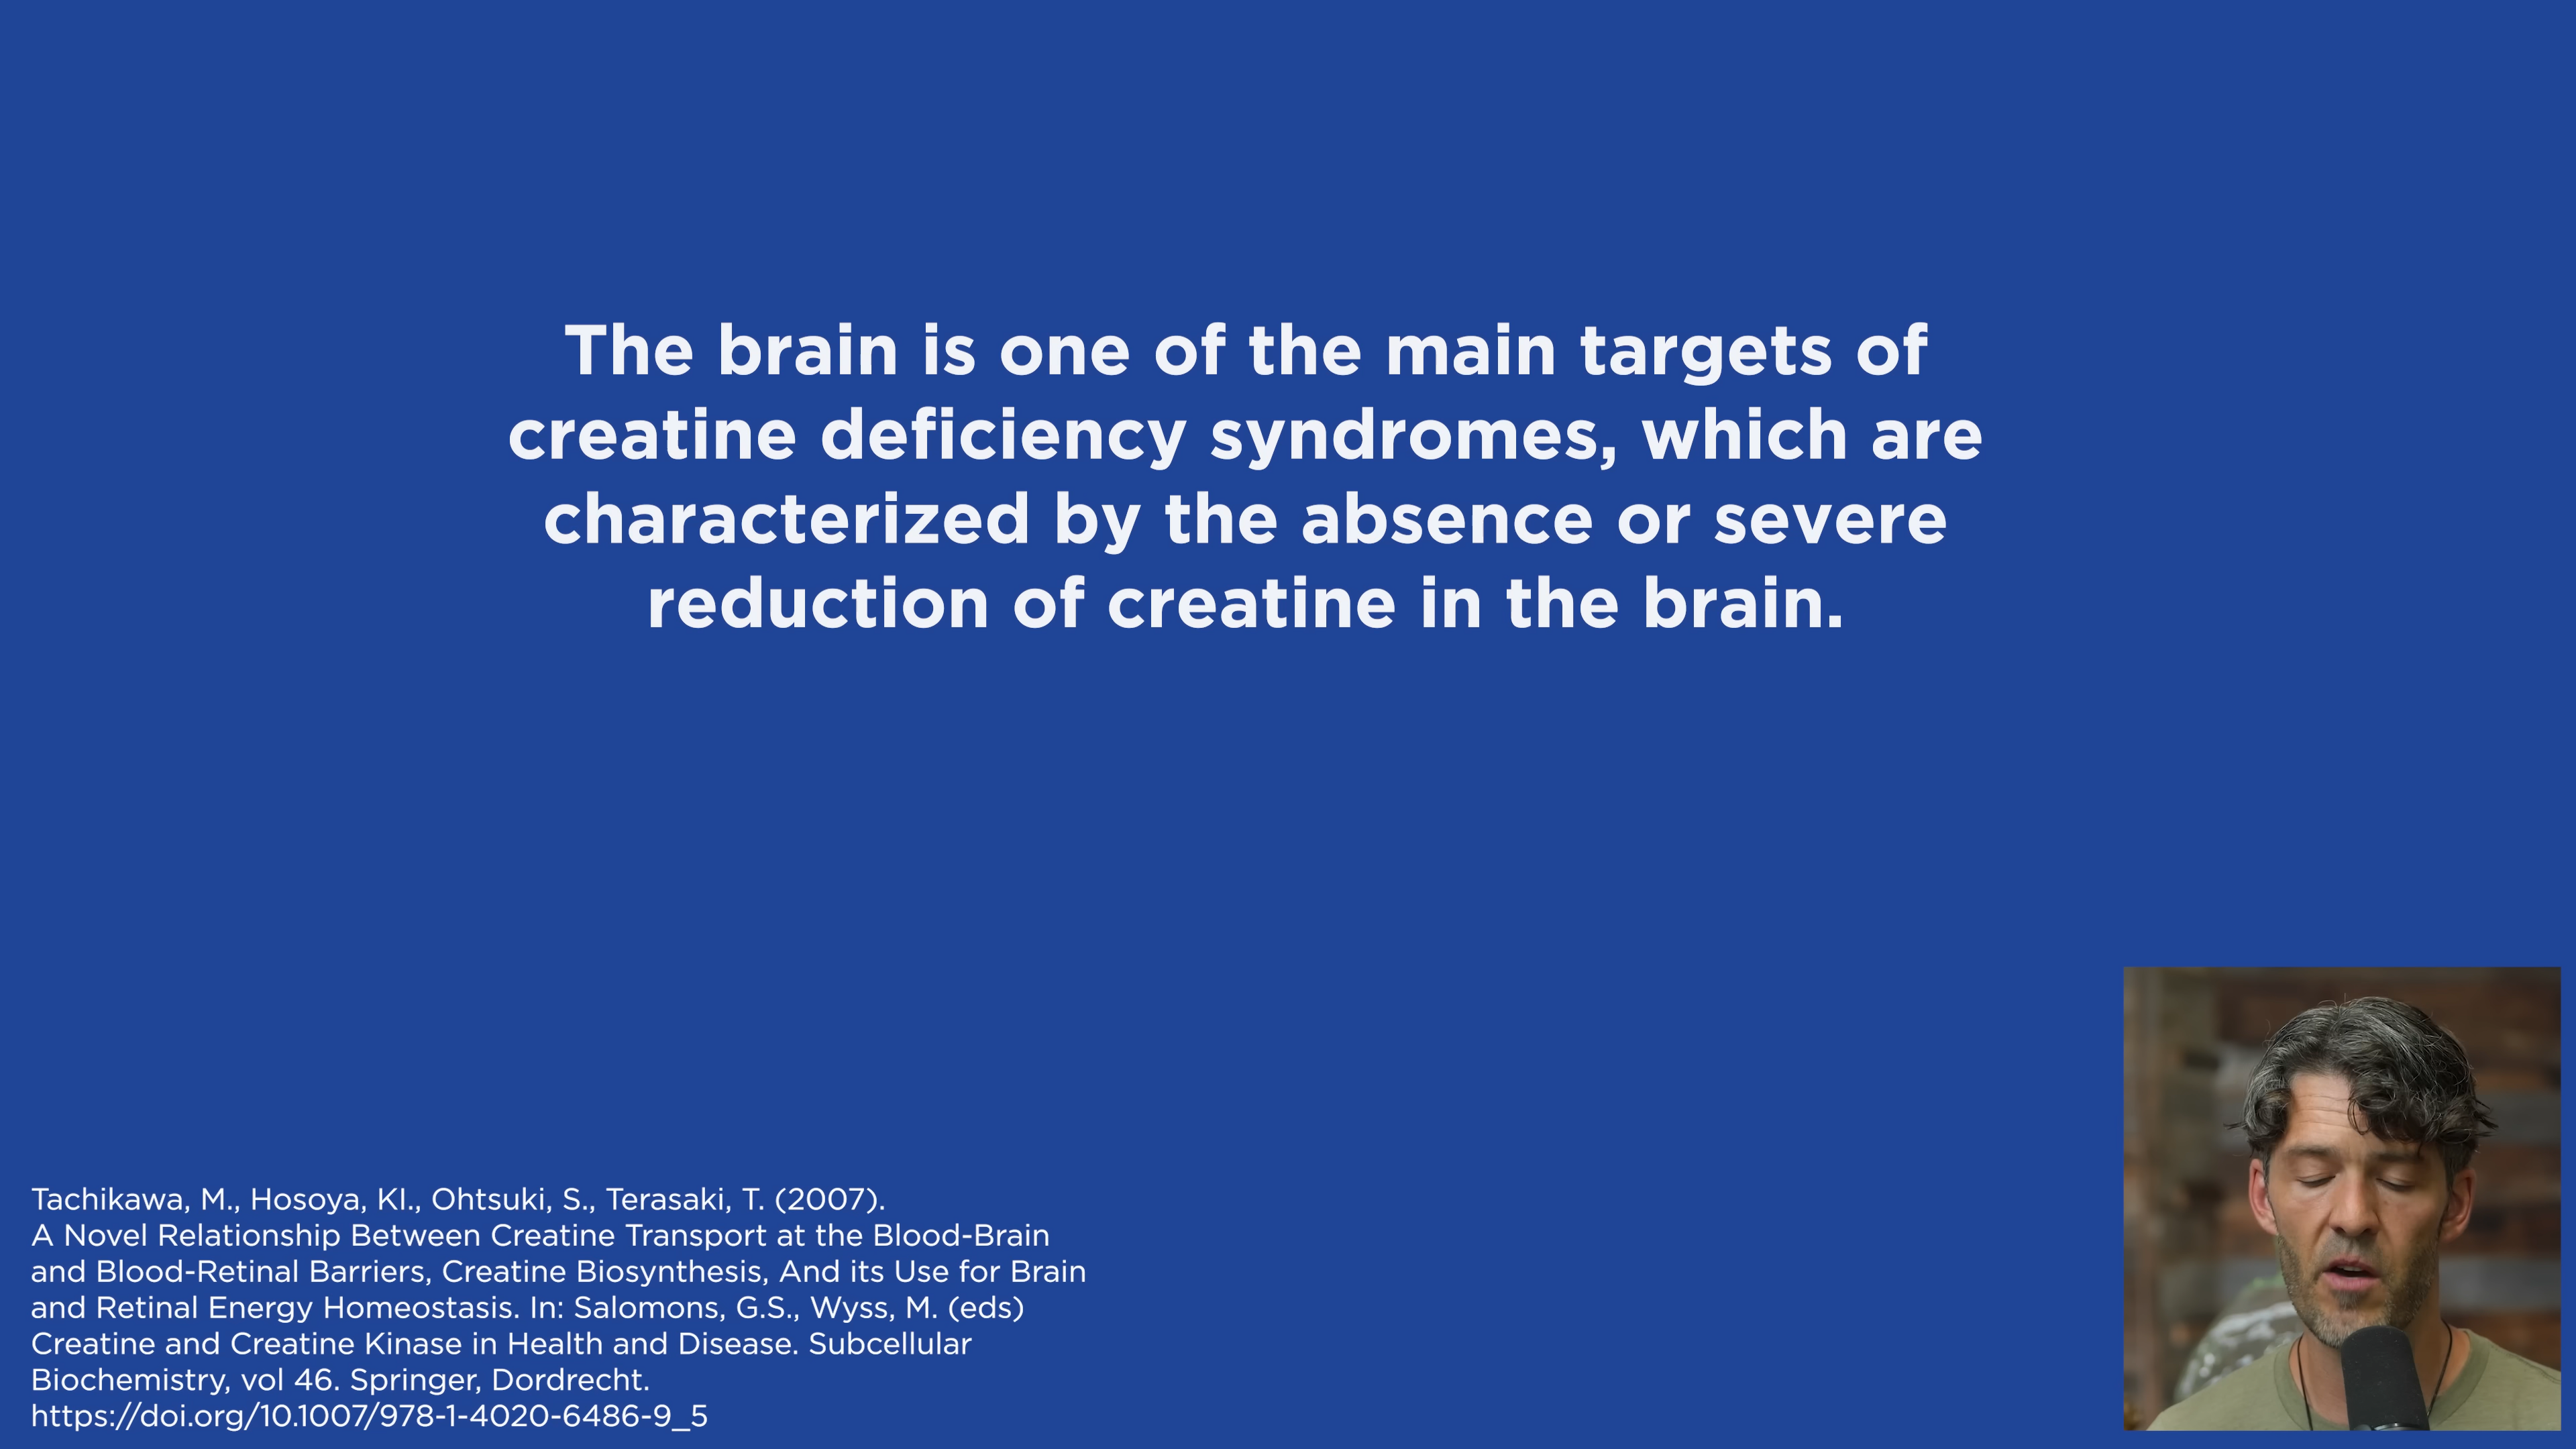 The brain is one of the main targets of
creatine deficiency syndromes, which are
characterized by the absence or severe
reduction of creatine in the brain.
Tachikawa, M., Hosoya, KI., Ohtsuki, S., Terasaki, T. (2007).
A Novel Relationship Between Creatine Transport at the Blood-Brain
and Blood-Retinal Barriers, Creatine Biosynthesis, And its Use for Brain
and Retinal Energy Homeostasis. In: Salomons, G.S., Wyss, M. (eds)
Creatine and Creatine Kinase in Health and Disease. Subcellular
Biochemistry, vol 46. Springer, Dordrecht.
https://doi.org/10.1007/978-1-4020-6486-9_5